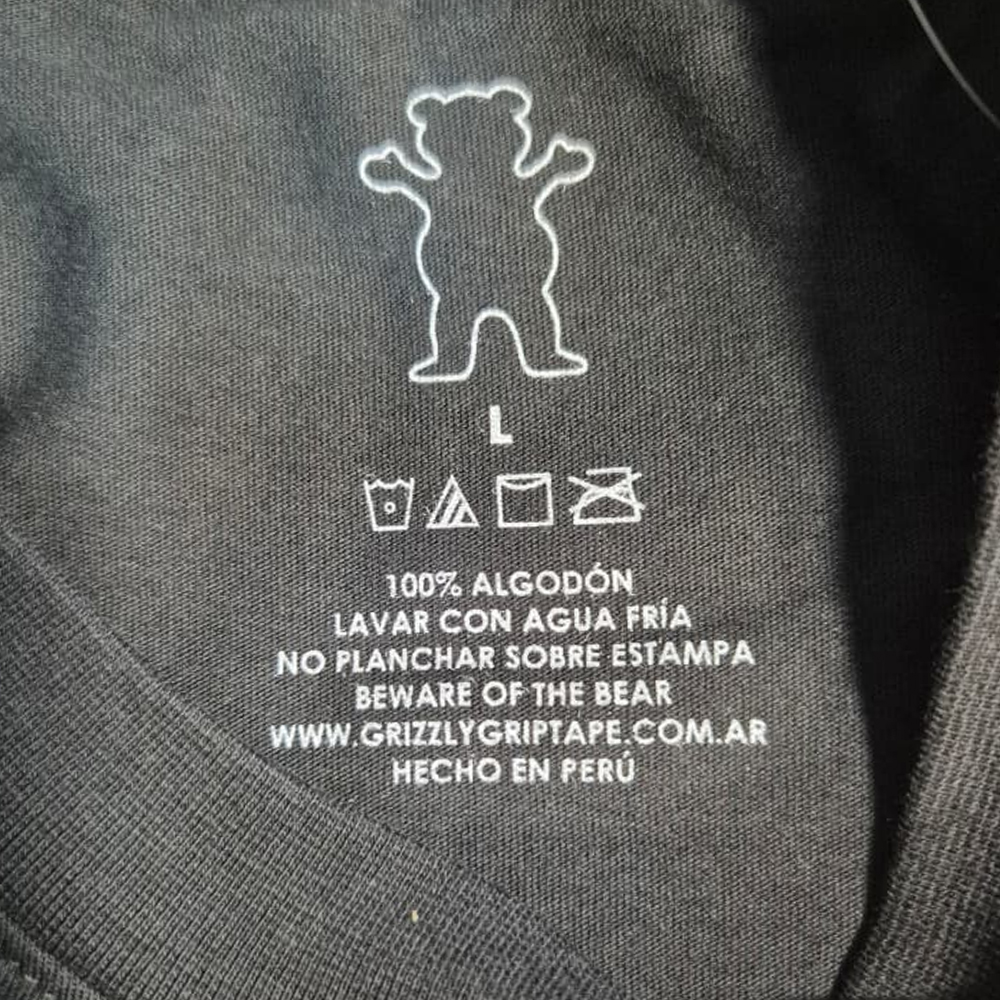 L
100% ALGODÓN
LAVAR CON AGUA FRÍA
NO PLANCHAR SOBRE ESTAMPA
BEWARE OF THE BEAR
WWW.GRIZZLYGRIPTAPE.COM.AR
HECHO EN PERÚ